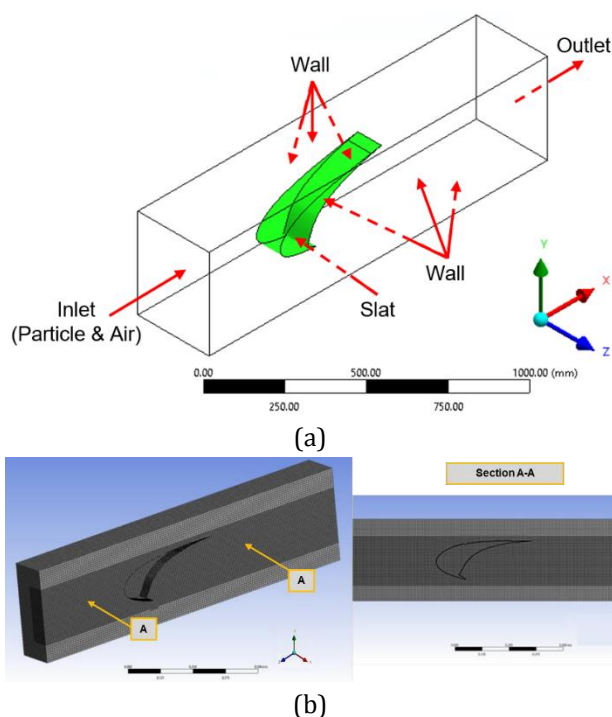 Outlet
Wall
Y
X
Z
Wall
Inlet
(Particle & Air)
Slat
0.00 500.00 1000.00 (mm)
250.00 750.00
(a)
Section A-A
A
A
(b)